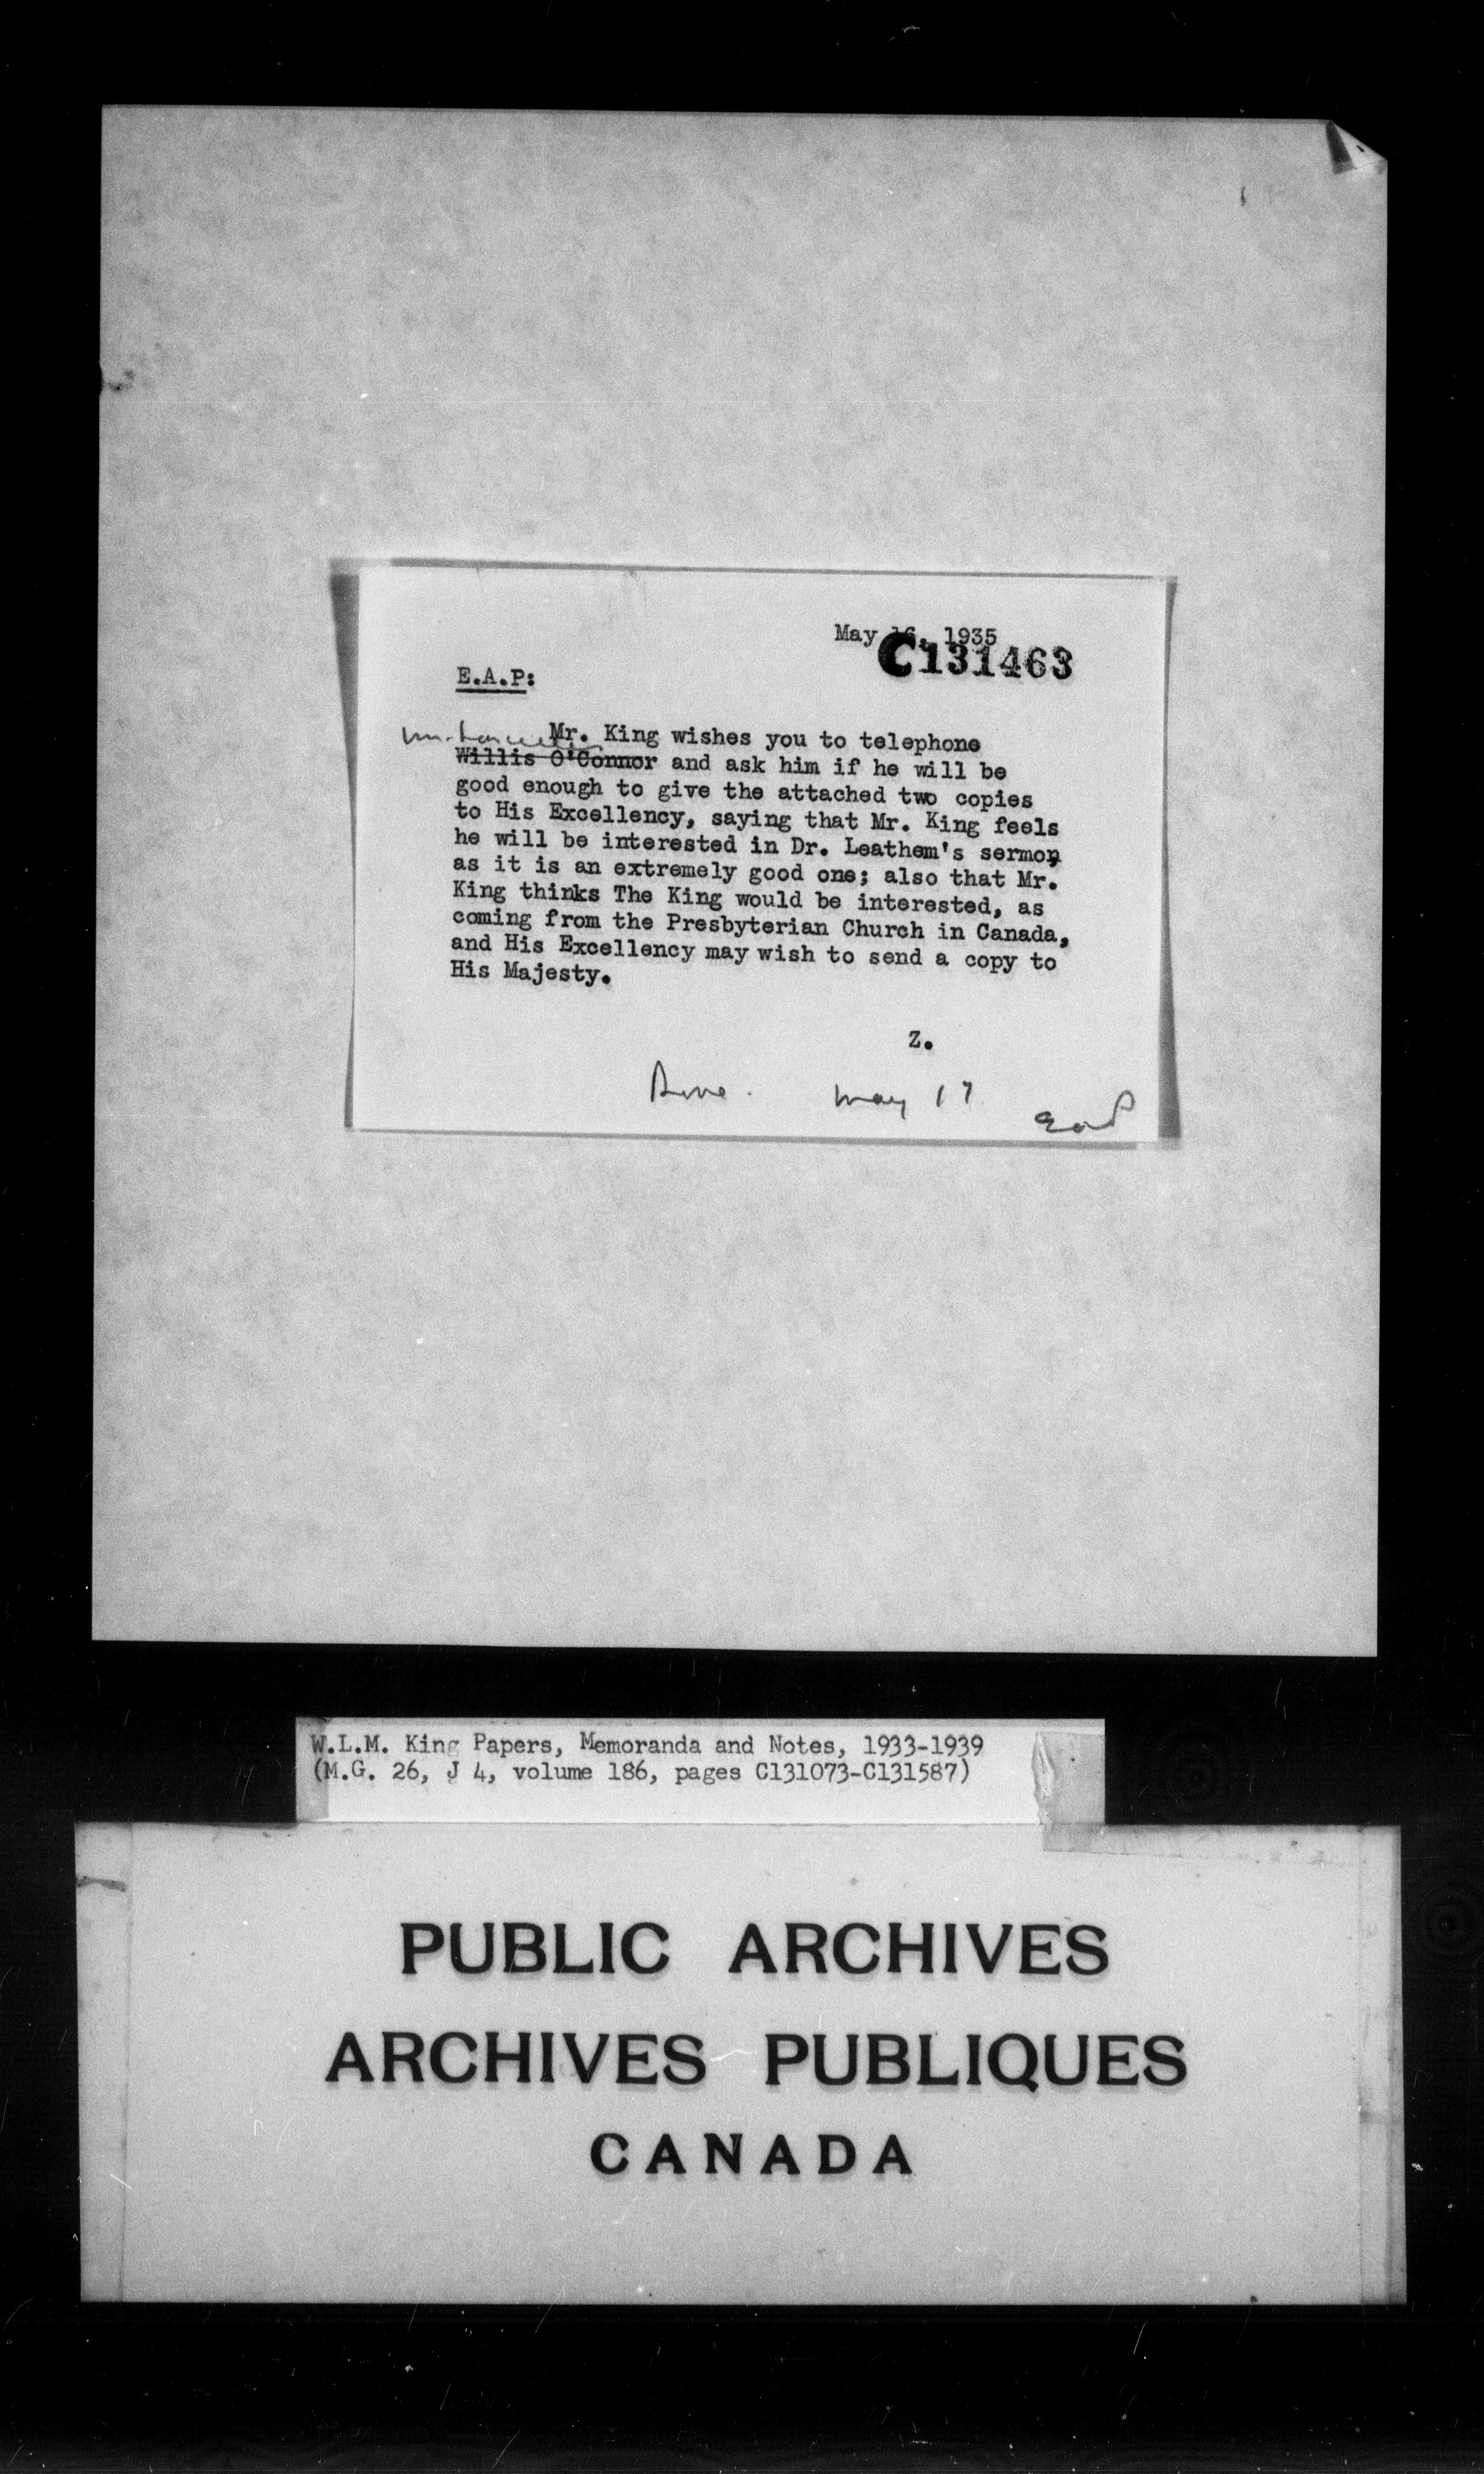 May 16, 1935
C131463
E.A.P:
Mr. King wishes you to telephone
Willis O'Connor and ask him if he will be
good enough to give the attached two copies
to His Excellency, saying that Mr. King feels
he will be interested in Dr. Leathem's sermon,
as it is an extremely good one; also that Mr.
King thinks The King would be interested, as
coming from the Presbyterian Church in Canada,
and His Excellency may wish to send a copy to
His Majesty.
Z.
Done. May 17
EAP
W.L.M. King Papers, Memoranda and Notes, 1933-1939
(M.G. 26, J 4, volume 186, pages C131073-C131587)
PUBLIC ARCHIVES
ARCHIVES PUBLIQUES
CANADA